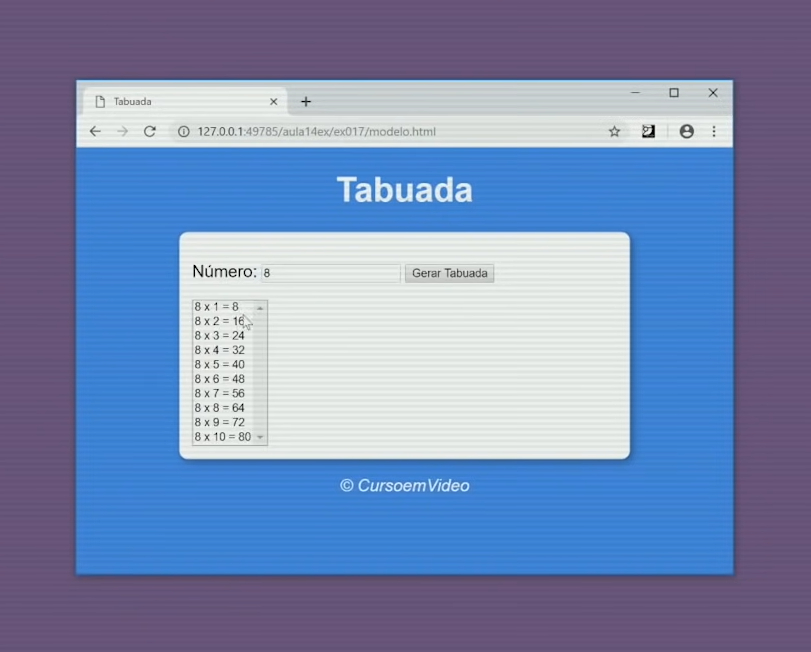 Tabuada
127.0.0.1:49785/aula14ex/ex017/modelo.html
Tabuada
Número: 8 Gerar Tabuada
8 x 1 = 8
8 x 2 = 16
8 x 3 = 24
8 x 4 = 32
8 x 5 = 40
8 x 6 = 48
8 x 7 = 56
8 x 8 = 64
8 x 9 = 72
8 x 10 = 80
© CursoemVideo